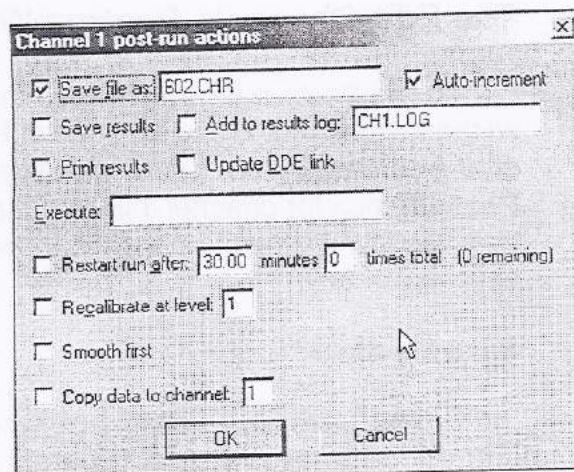 Channel 1 post-run actions
Save file as: 602.CHR Auto-increment
Save results Add to results log: CH1.LOG
Print results Update DDE link
Execute:
Restart run after: 30.00 minutes 0 times total (0 remaining)
Recalibrate at level: 1
Smooth first
Copy data to channel: 1
OK Cancel